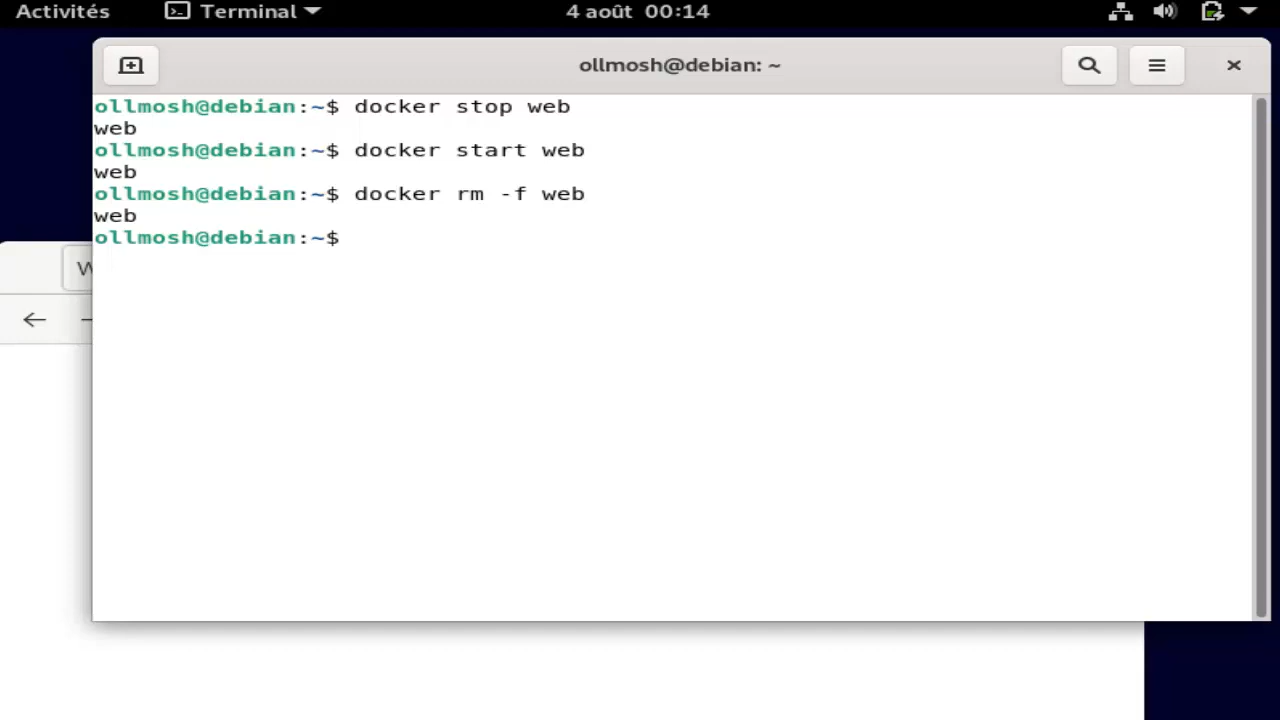 Activités Terminal 4 août 00:14
ollmosh@debian: ~
ollmosh@debian:~$ docker stop web
web
ollmosh@debian:~$ docker start web
web
ollmosh@debian:~$ docker rm -f web
web
ollmosh@debian:~$
W